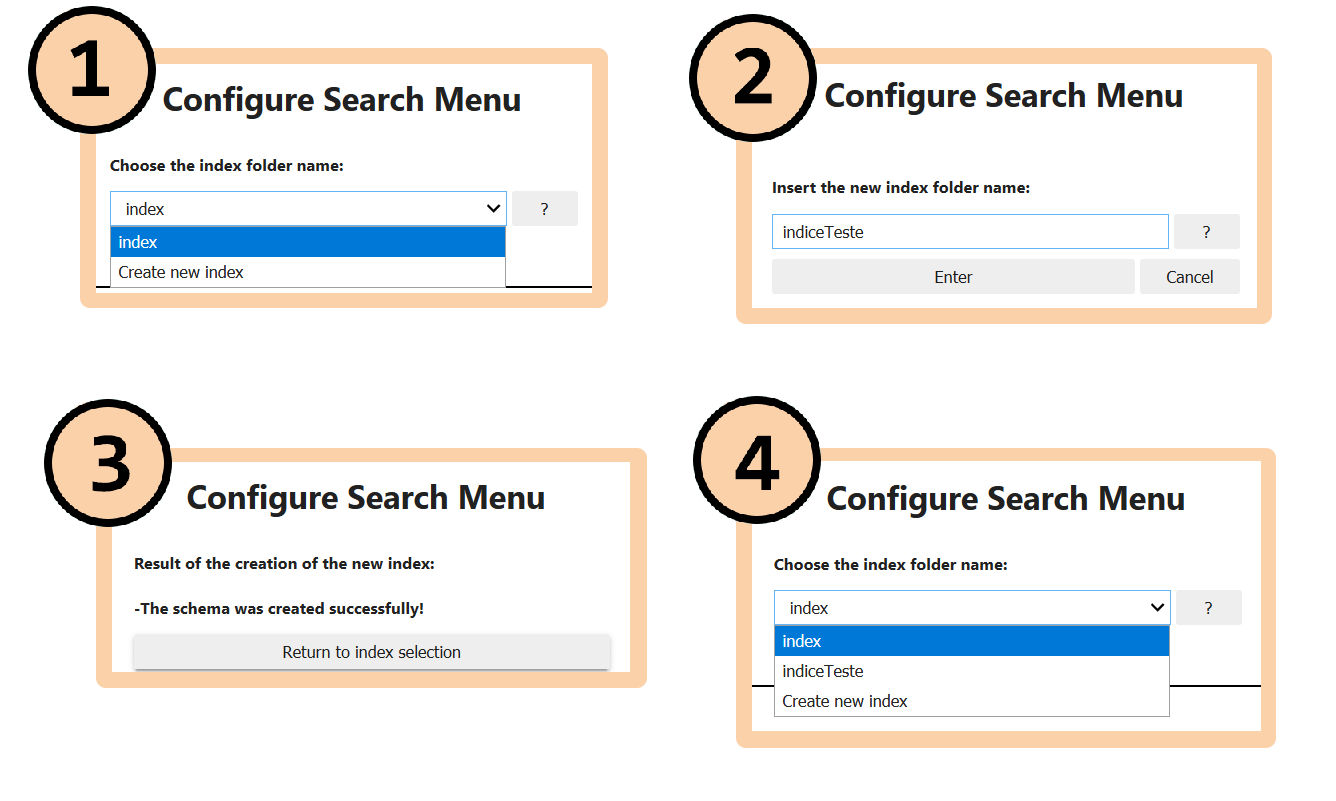 1
Configure Search Menu
Choose the index folder name:
index
?
index
Create new index
2
Configure Search Menu
Insert the new index folder name:
indiceTeste
?
Enter
Cancel
3
Configure Search Menu
Result of the creation of the new index:
-The schema was created successfully!
Return to index selection
4
Configure Search Menu
Choose the index folder name:
index
?
index
indiceTeste
Create new index